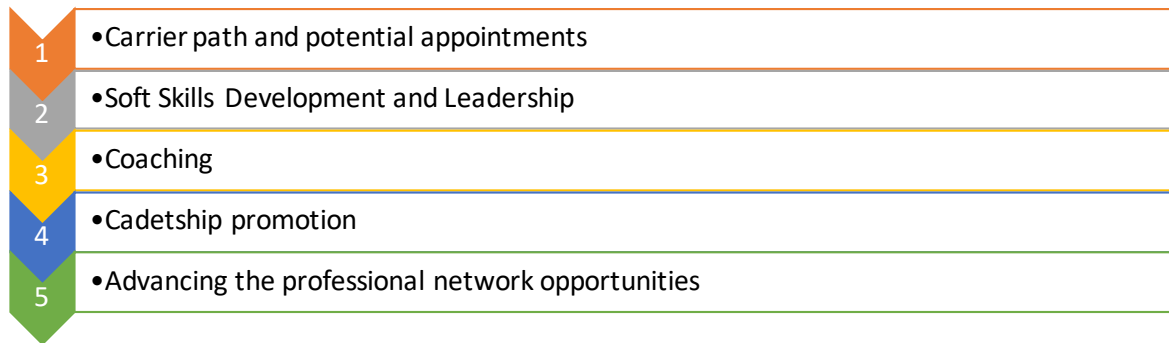 1
•Carrier path and potential appointments
2
•Soft Skills Development and Leadership
3
•Coaching
4
•Cadetship promotion
5
•Advancing the professional network opportunities